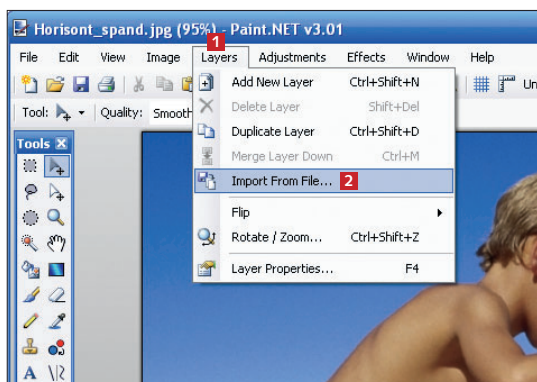 Horisont_spand.jpg (95%) - Paint.NET v3.01
1
File Edit View Image Layers Adjustments Effects Window Help
Add New Layer Ctrl+Shift+N
Un
Tool: Quality: Smooth
Delete Layer Shift+Del
Tools
Duplicate Layer Ctrl+Shift+D
Merge Layer Down Ctrl+M
Import From File... 2
Flip
Rotate / Zoom... Ctrl+Shift+Z
Layer Properties... F4
A